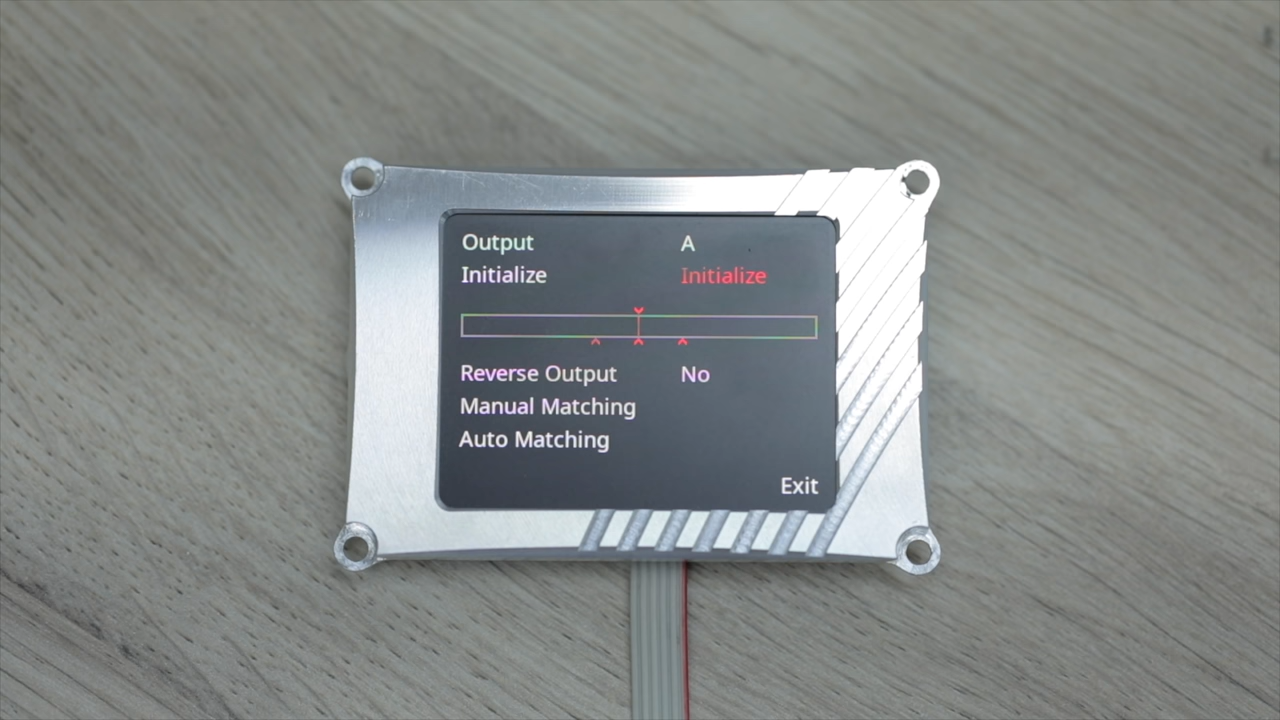 Output A
Initialize Initialize
Reverse Output No
Manual Matching
Auto Matching
Exit